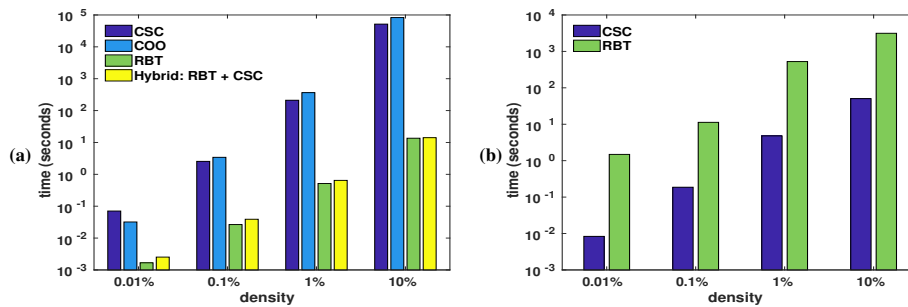 (a)
time (seconds)
10^5
10^4
10^3
10^2
10^1
10^0
10^-1
10^-2
10^-3
CSC
COO
RBT
Hybrid: RBT + CSC
0.01% 0.1% 1% 10%
density
(b)
time (seconds)
10^4
10^3
10^2
10^1
10^0
10^-1
10^-2
10^-3
CSC
RBT
0.01% 0.1% 1% 10%
density